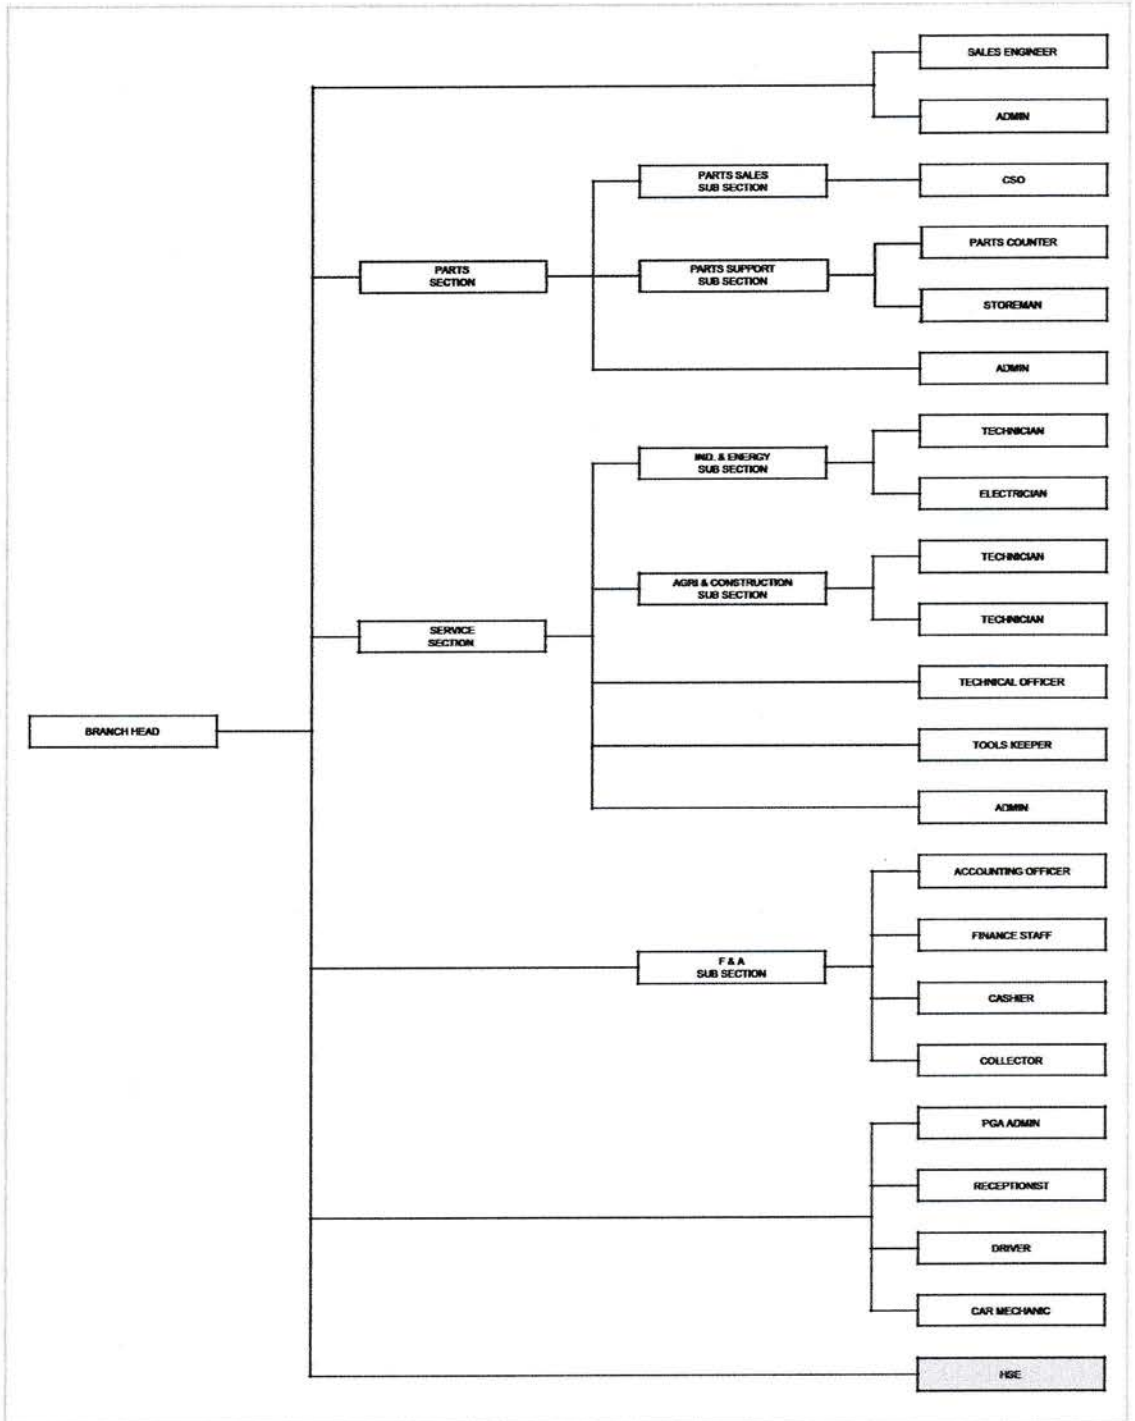 SALES ENGINEER
ADMIN
PARTS SALES
SUB SECTION
CSO
PARTS COUNTER
PARTS
SECTION
PARTS SUPPORT
SUB SECTION
STOREMAN
ADMIN
TECHNICIAN
IND. & ENERGY
SUB SECTION
ELECTRICIAN
TECHNICIAN
AGRI & CONSTRUCTION
SUB SECTION
TECHNICIAN
SERVICE
SECTION
TECHNICAL OFFICER
BRANCH HEAD
TOOLS KEEPER
ADMIN
ACCOUNTING OFFICER
FINANCE STAFF
F & A
SUB SECTION
CASHIER
COLLECTOR
PGA ADMIN
RECEPTIONIST
DRIVER
CAR MECHANIC
HSE